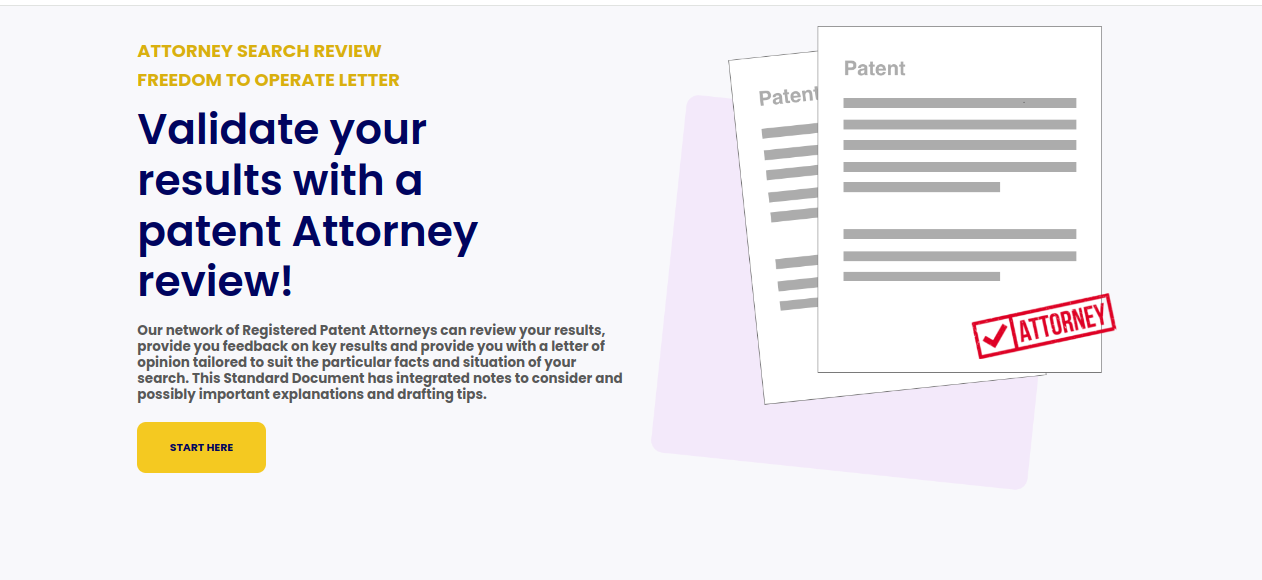 ATTORNEY SEARCH REVIEW
FREEDOM TO OPERATE LETTER
Validate your
results with a
patent Attorney
review!
Our network of Registered Patent Attorneys can review your results,
provide you feedback on key results and provide you with a letter of
opinion tailored to suit the particular facts and situation of your
search. This Standard Document has integrated notes to consider and
possibly important explanations and drafting tips.
START HERE
Patent
Patent
ATTORNEY